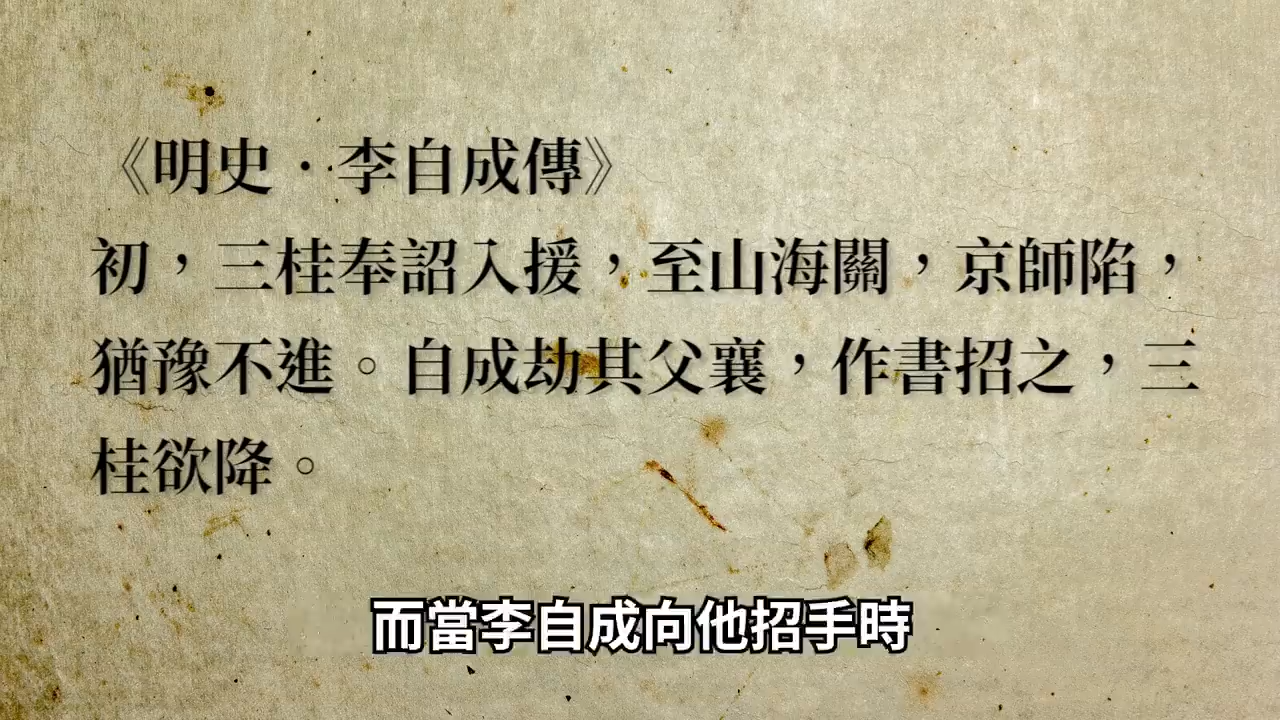 《明史·李自成傳》
初，三桂奉詔入援，至山海關，京師陷，
猶豫不進。自成劫其父襄，作書招之，三
桂欲降。
而當李自成向他招手時